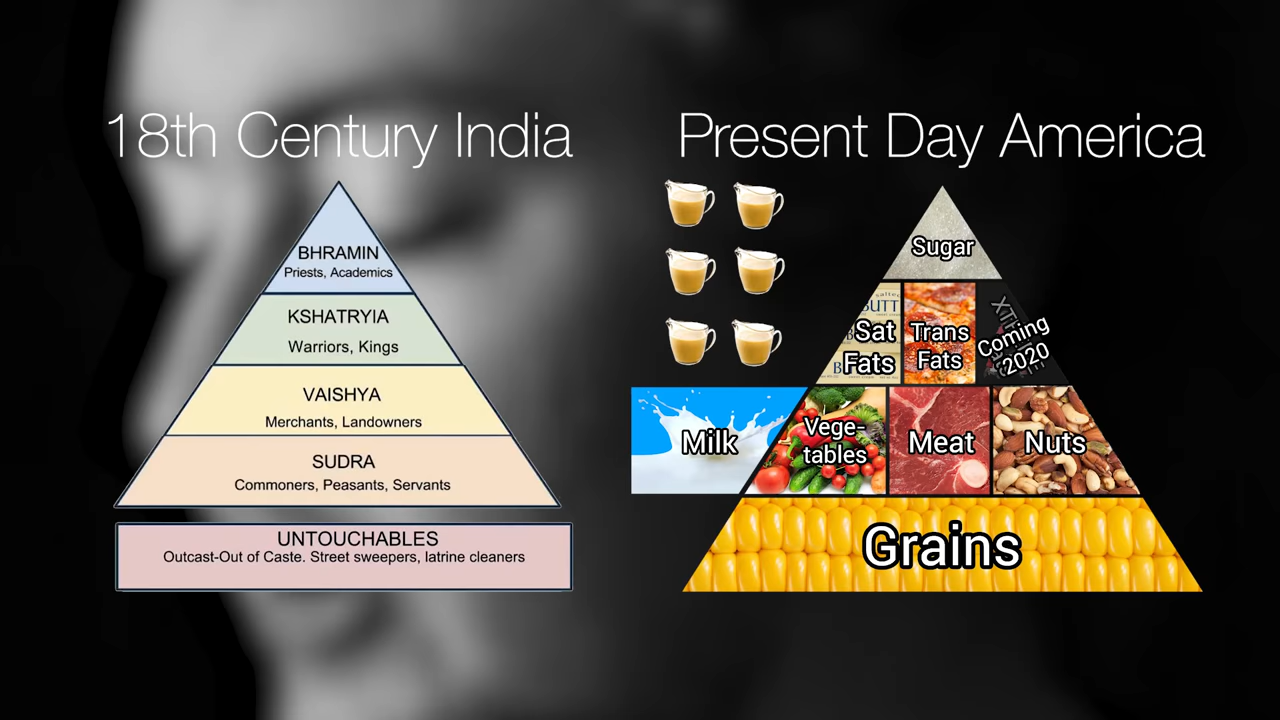 18th Century India
BHRAMIN
Priests, Academics
KSHATRYIA
Warriors, Kings
VAISHYA
Merchants, Landowners
SUDRA
Commoners, Peasants, Servants
UNTOUCHABLES
Outcast-Out of Caste. Street sweepers, latrine cleaners
Present Day America
Sugar
BUTT
Sat
Fats
Trans
Fats
Coming
2020
Milk
Vege-
tables
Meat
Nuts
Grains